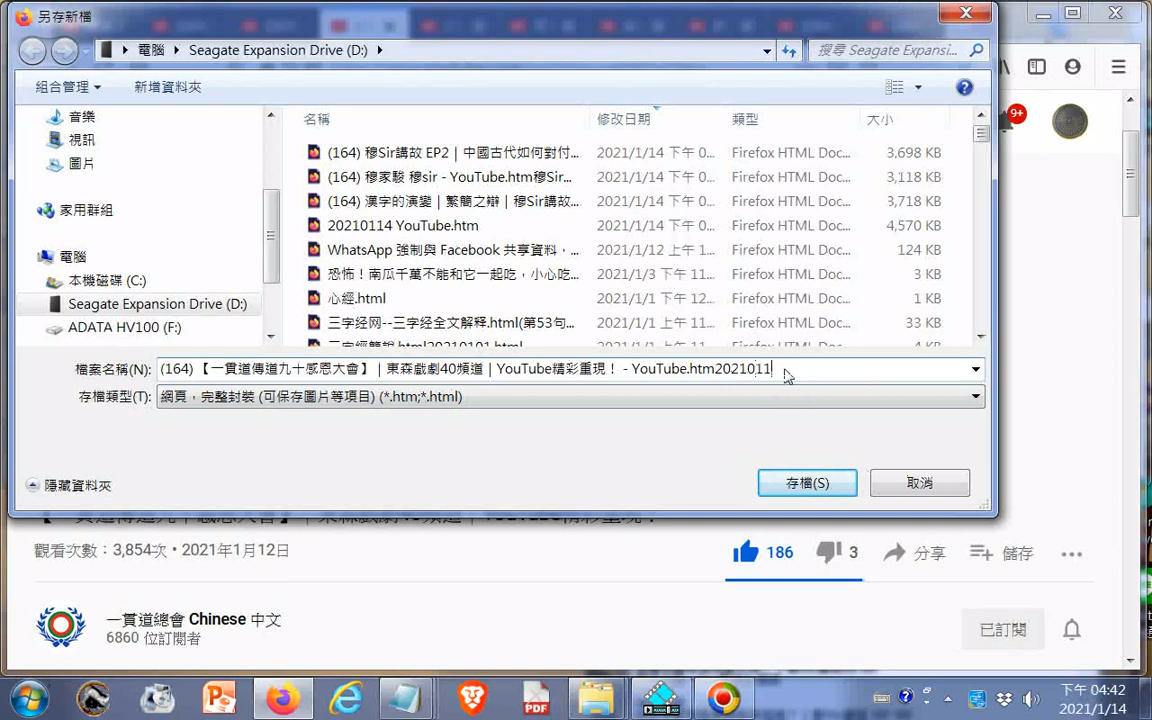 另存新檔
電腦 Seagate Expansion Drive (D:)
搜尋 Seagate Expansi...
組合管理 新增資料夾
音樂
視訊
圖片
家用群組
電腦
本機磁碟 (C:)
Seagate Expansion Drive (D:)
ADATA HV100 (F:)
名稱 修改日期 類型 大小
(164) 穆Sir講故 EP2 | 中國古代如何對付... 2021/1/14 下午 0... Firefox HTML Doc... 3,698 KB
(164) 穆家駿 穆sir - YouTube.htm穆Sir... 2021/1/14 下午 0... Firefox HTML Doc... 3,118 KB
(164) 漢字的演變 | 繁簡之辯 | 穆Sir講故... 2021/1/14 下午 0... Firefox HTML Doc... 3,718 KB
20210114 YouTube.htm 2021/1/14 下午 0... Firefox HTML Doc... 4,570 KB
WhatsApp 強制與 Facebook 共享資料， 2021/1/12 上午 1... Firefox HTML Doc... 124 KB
恐怖！南瓜千萬不能和它一起吃，小心吃... 2021/1/3 下午 11... Firefox HTML Doc... 3 KB
心經.html 2021/1/1 下午 12... Firefox HTML Doc... 1 KB
三字经网--三字经全文解释.html(第53句... 2021/1/1 上午 11... Firefox HTML Doc... 33 KB
檔案名稱(N): (164) 【一貫道傳道九十感恩大會】 | 東森戲劇40頻道 | YouTube精彩重現！ - YouTube.htm2021011
存檔類型(T): 網頁，完整封裝 (可保存圖片等項目) (*.htm;*.html)
隱藏資料夾
存檔(S) 取消
9+
觀看次數：3,854次 • 2021年1月12日
186 3 分享 儲存
一貫道總會 Chinese 中文
6860 位訂閱者
已訂閱
PDF
下午 04:42
2021/1/14